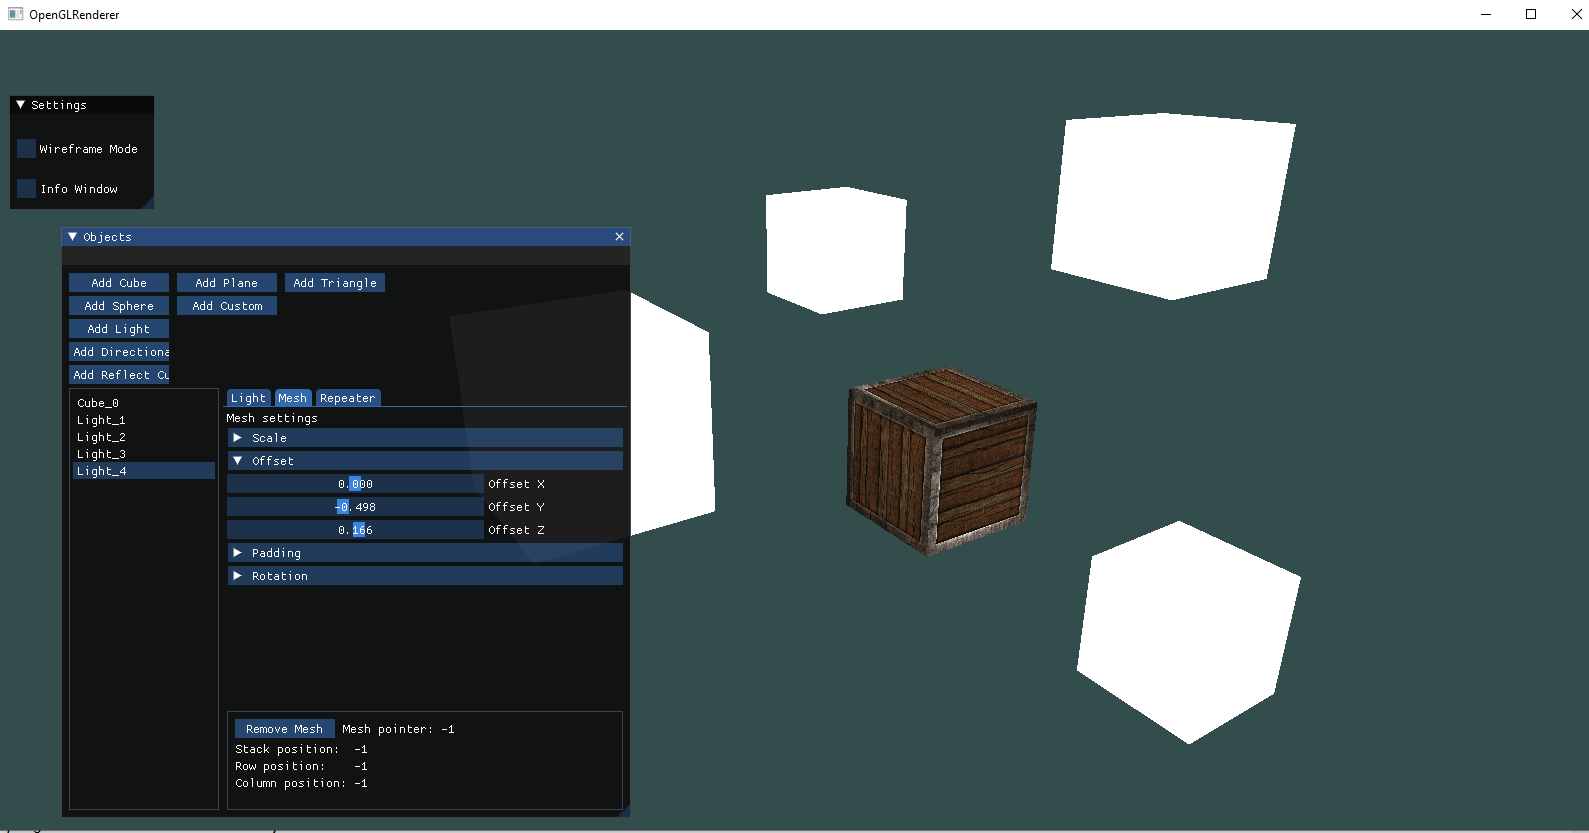 OpenGLRenderer
Settings
Wireframe Mode
Info Window
Objects
Add Cube Add Plane Add Triangle
Add Sphere Add Custom
Add Light
Add Directiona
Add Reflect Cu
Cube_0
Light_1
Light_2
Light_3
Light_4
Light Mesh Repeater
Mesh settings
Scale
Offset
0.000 Offset X
-0.498 Offset Y
0.166 Offset Z
Padding
Rotation
Remove Mesh Mesh pointer: -1
Stack position: -1
Row position: -1
Column position: -1